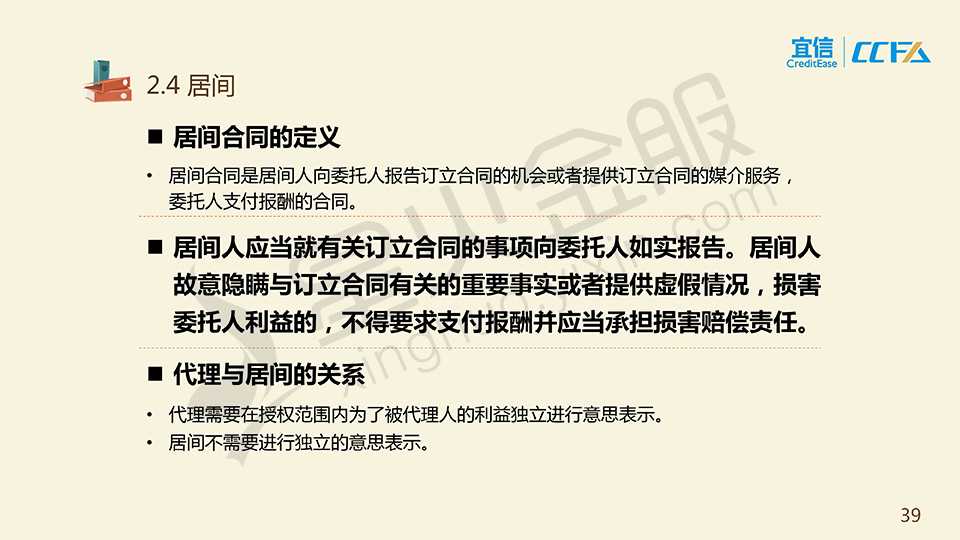 宜信
CreditEase
CCFA
2.4 居间
■ 居间合同的定义
• 居间合同是居间人向委托人报告订立合同的机会或者提供订立合同的媒介服务，
委托人支付报酬的合同。
■ 居间人应当就有关订立合同的事项向委托人如实报告。居间人
故意隐瞒与订立合同有关的重要事实或者提供虚假情况，损害
委托人利益的，不得要求支付报酬并应当承担损害赔偿责任。
■ 代理与居间的关系
• 代理需要在授权范围内为了被代理人的利益独立进行意思表示。
• 居间不需要进行独立的意思表示。
星火金服
39